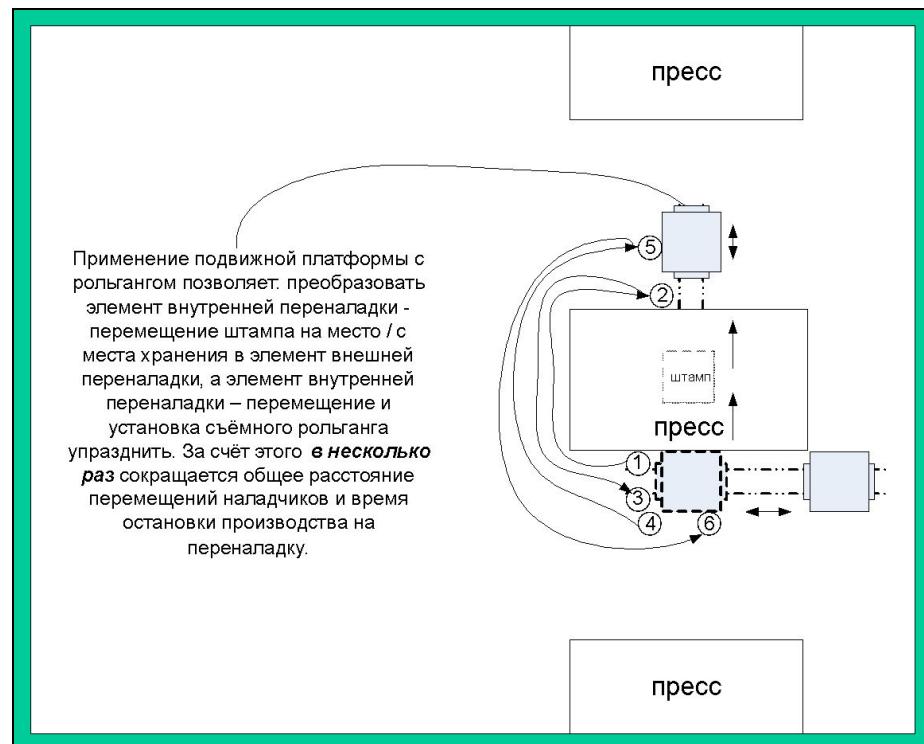 пресс
Применение подвижной платформы с
рольгангом позволяет: преобразовать
элемент внутренней переналадки -
перемещение штампа на место / с
места хранения в элемент внешней
переналадки, а элемент внутренней
переналадки – перемещение и
установка съёмного рольганга
упразднить. За счёт этого в несколько
раз сокращается общее расстояние
перемещений наладчиков и время
остановки производства на
переналадку.
5
2
штамп
пресс
1
3
4
6
пресс